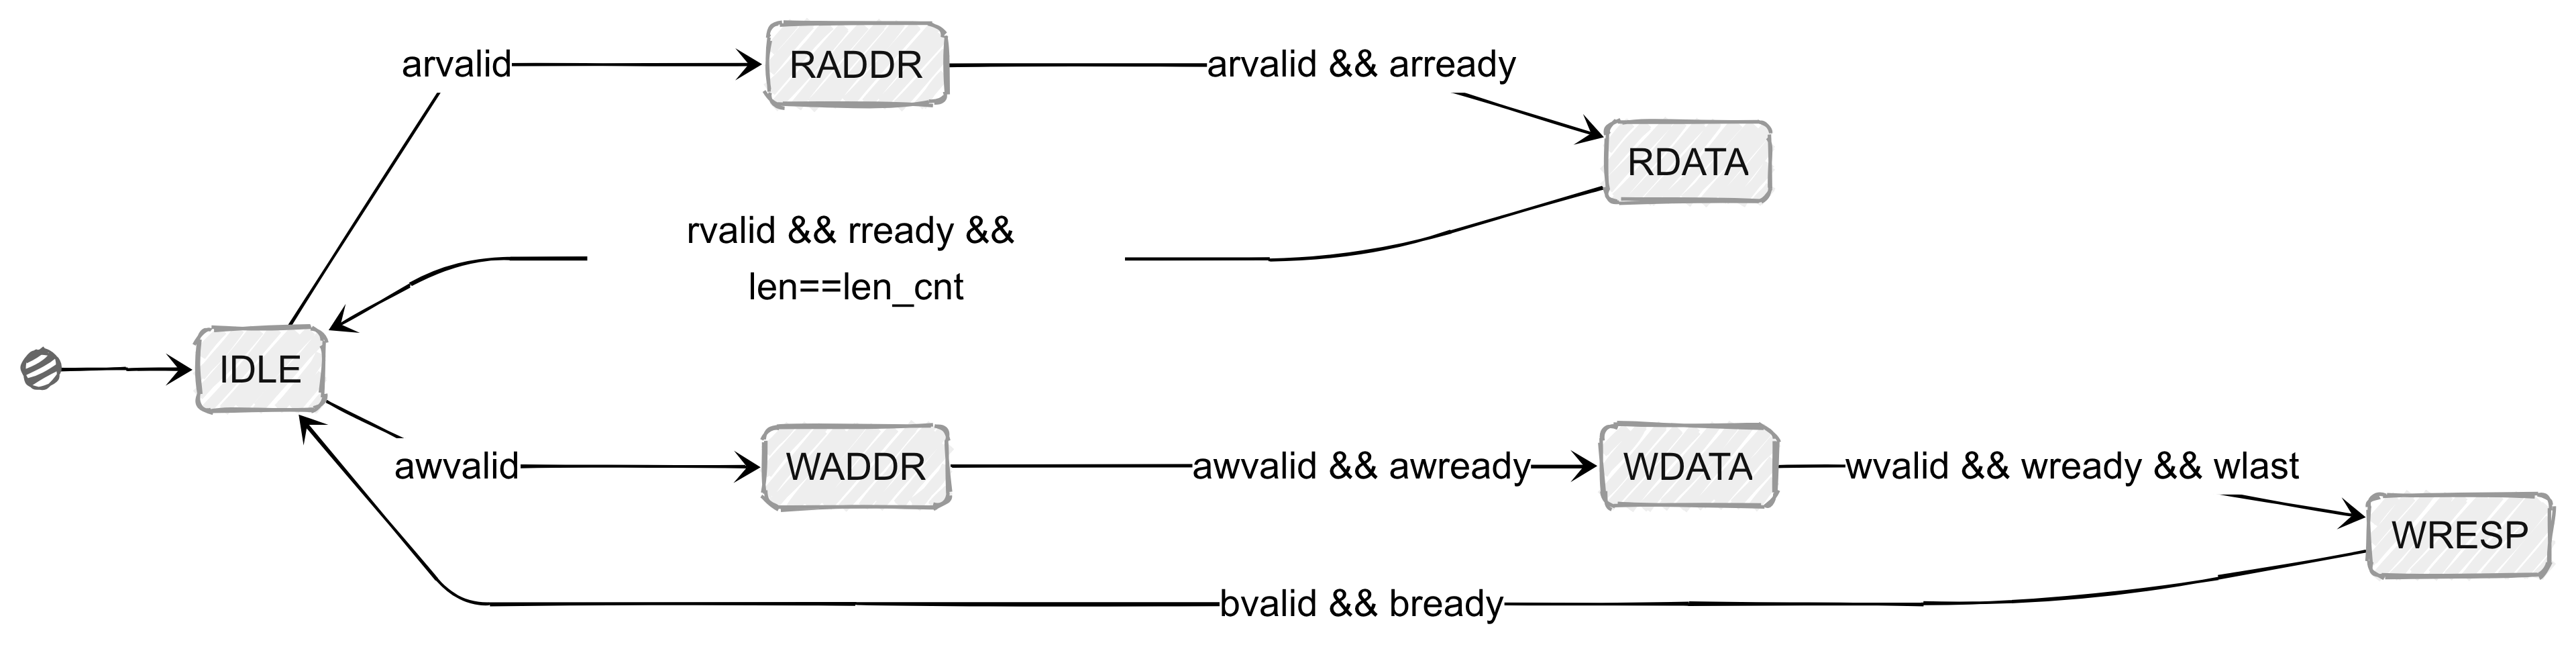 arvalid
RADDR
arvalid && arready
RDATA
rvalid && rready &&
len==len_cnt
IDLE
awvalid
WADDR
awvalid && awready
WDATA
wvalid && wready && wlast
WRESP
bvalid && bready